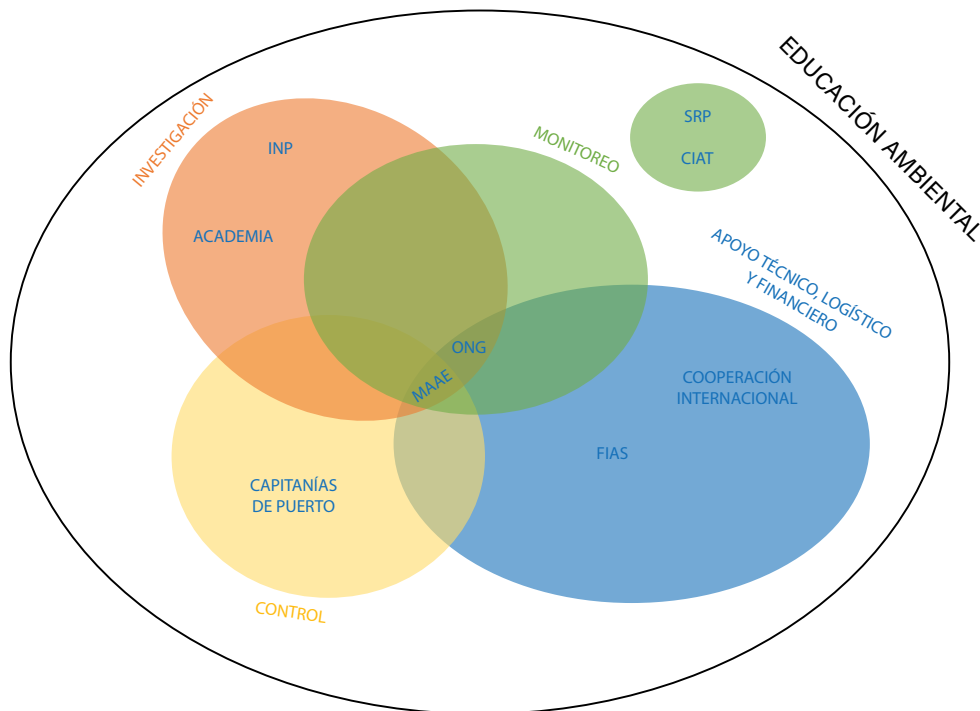 EDUCACIÓN AMBIENTAL
INVESTIGACIÓN
INP
ACADEMIA
MONITOREO
SRP
CIAT
APOYO TÉCNICO, LOGÍSTICO
Y FINANCIERO
ONG
MAAE
COOPERACIÓN
INTERNACIONAL
FIAS
CAPITANÍAS
DE PUERTO
CONTROL